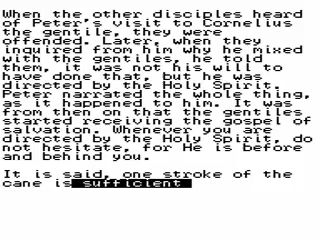 When the other disciples heard
of Peter's visit to Cornelius
the gentile, they were
offended. Later, when they
inquired from him why he mixed
with the gentiles, he told
them, it was not his will to
have done that, but he was
directed by the Holy Spirit.
Peter narrated the whole thing,
as it happened to him. It was
from then on that the gentiles
started receiving the gospel of
salvation. Whenever you are
directed by the Holy Spirit, do
not hesitate, for He is before
and behind you.
It is said, one stroke of the
cane is sufficient